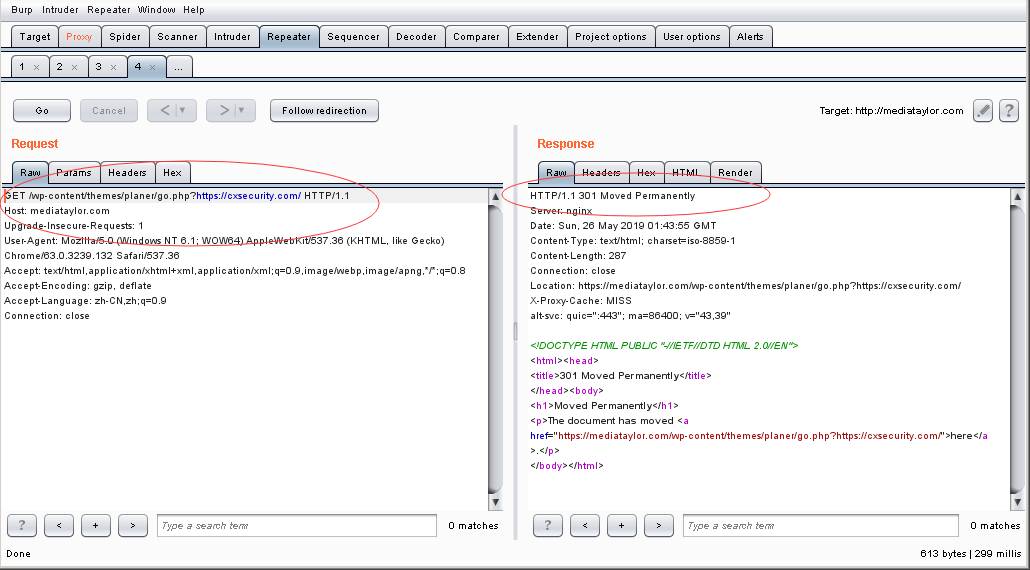 Burp Intruder Repeater Window Help
Target Proxy Spider Scanner Intruder Repeater Sequencer Decoder Comparer Extender Project options User options Alerts
1 × 2 × 3 × 4 × ...
Go Cancel < | ▼ > | ▼ Follow redirection Target: http://mediataylor.com ?
Request
Raw Params Headers Hex
GET /wp-content/themes/planer/go.php?https://cxsecurity.com/ HTTP/1.1
Host: mediataylor.com
Upgrade-Insecure-Requests: 1
User-Agent: Mozilla/5.0 (Windows NT 6.1; WOW64) AppleWebKit/537.36 (KHTML, like Gecko)
Chrome/63.0.3239.132 Safari/537.36
Accept: text/html,application/xhtml+xml,application/xml;q=0.9,image/webp,image/apng,*/*;q=0.8
Accept-Encoding: gzip, deflate
Accept-Language: zh-CN,zh;q=0.9
Connection: close
? < + > Type a search term 0 matches
Response
Raw Headers Hex HTML Render
HTTP/1.1 301 Moved Permanently
Server: nginx
Date: Sun, 26 May 2019 01:43:55 GMT
Content-Type: text/html; charset=iso-8859-1
Content-Length: 287
Connection: close
Location: https://mediataylor.com/wp-content/themes/planer/go.php?https://cxsecurity.com/
X-Proxy-Cache: MISS
alt-svc: quic=":443"; ma=86400; v="43,39"
<!DOCTYPE HTML PUBLIC "-//IETF//DTD HTML 2.0//EN">
<html><head>
<title>301 Moved Permanently</title>
</head><body>
<h1>Moved Permanently</h1>
<p>The document has moved <a
href="https://mediataylor.com/wp-content/themes/planer/go.php?https://cxsecurity.com/">here</a
>.</p>
</body></html>
? < + > Type a search term 0 matches
Done 613 bytes | 299 millis